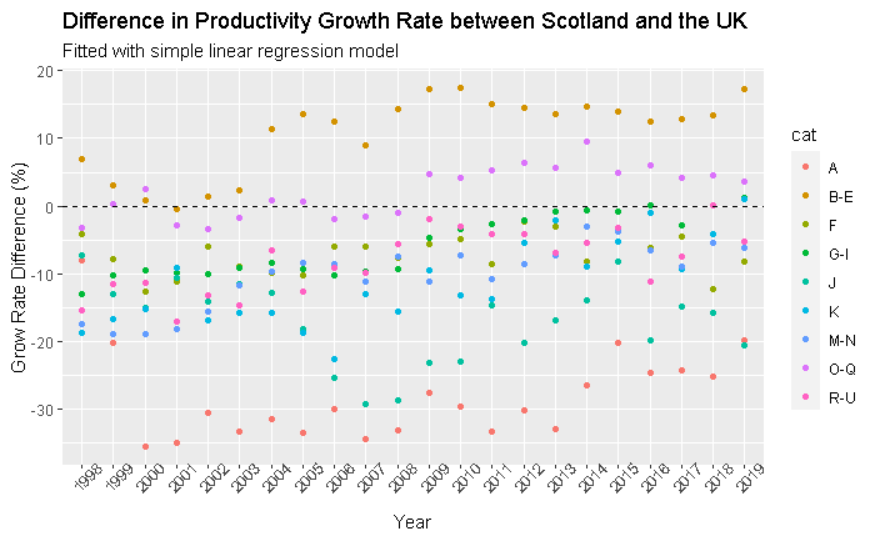 Difference in Productivity Growth Rate between Scotland and the UK
Fitted with simple linear regression model
Grow Rate Difference (%)
20
10
0
-10
-20
-30
1998
1999
2000
2001
2002
2003
2004
2005
2006
2007
2008
2009
2010
2011
2012
2013
2014
2015
2016
2017
2018
2019
Year
cat
A
B-E
F
G-I
J
K
M-N
O-Q
R-U